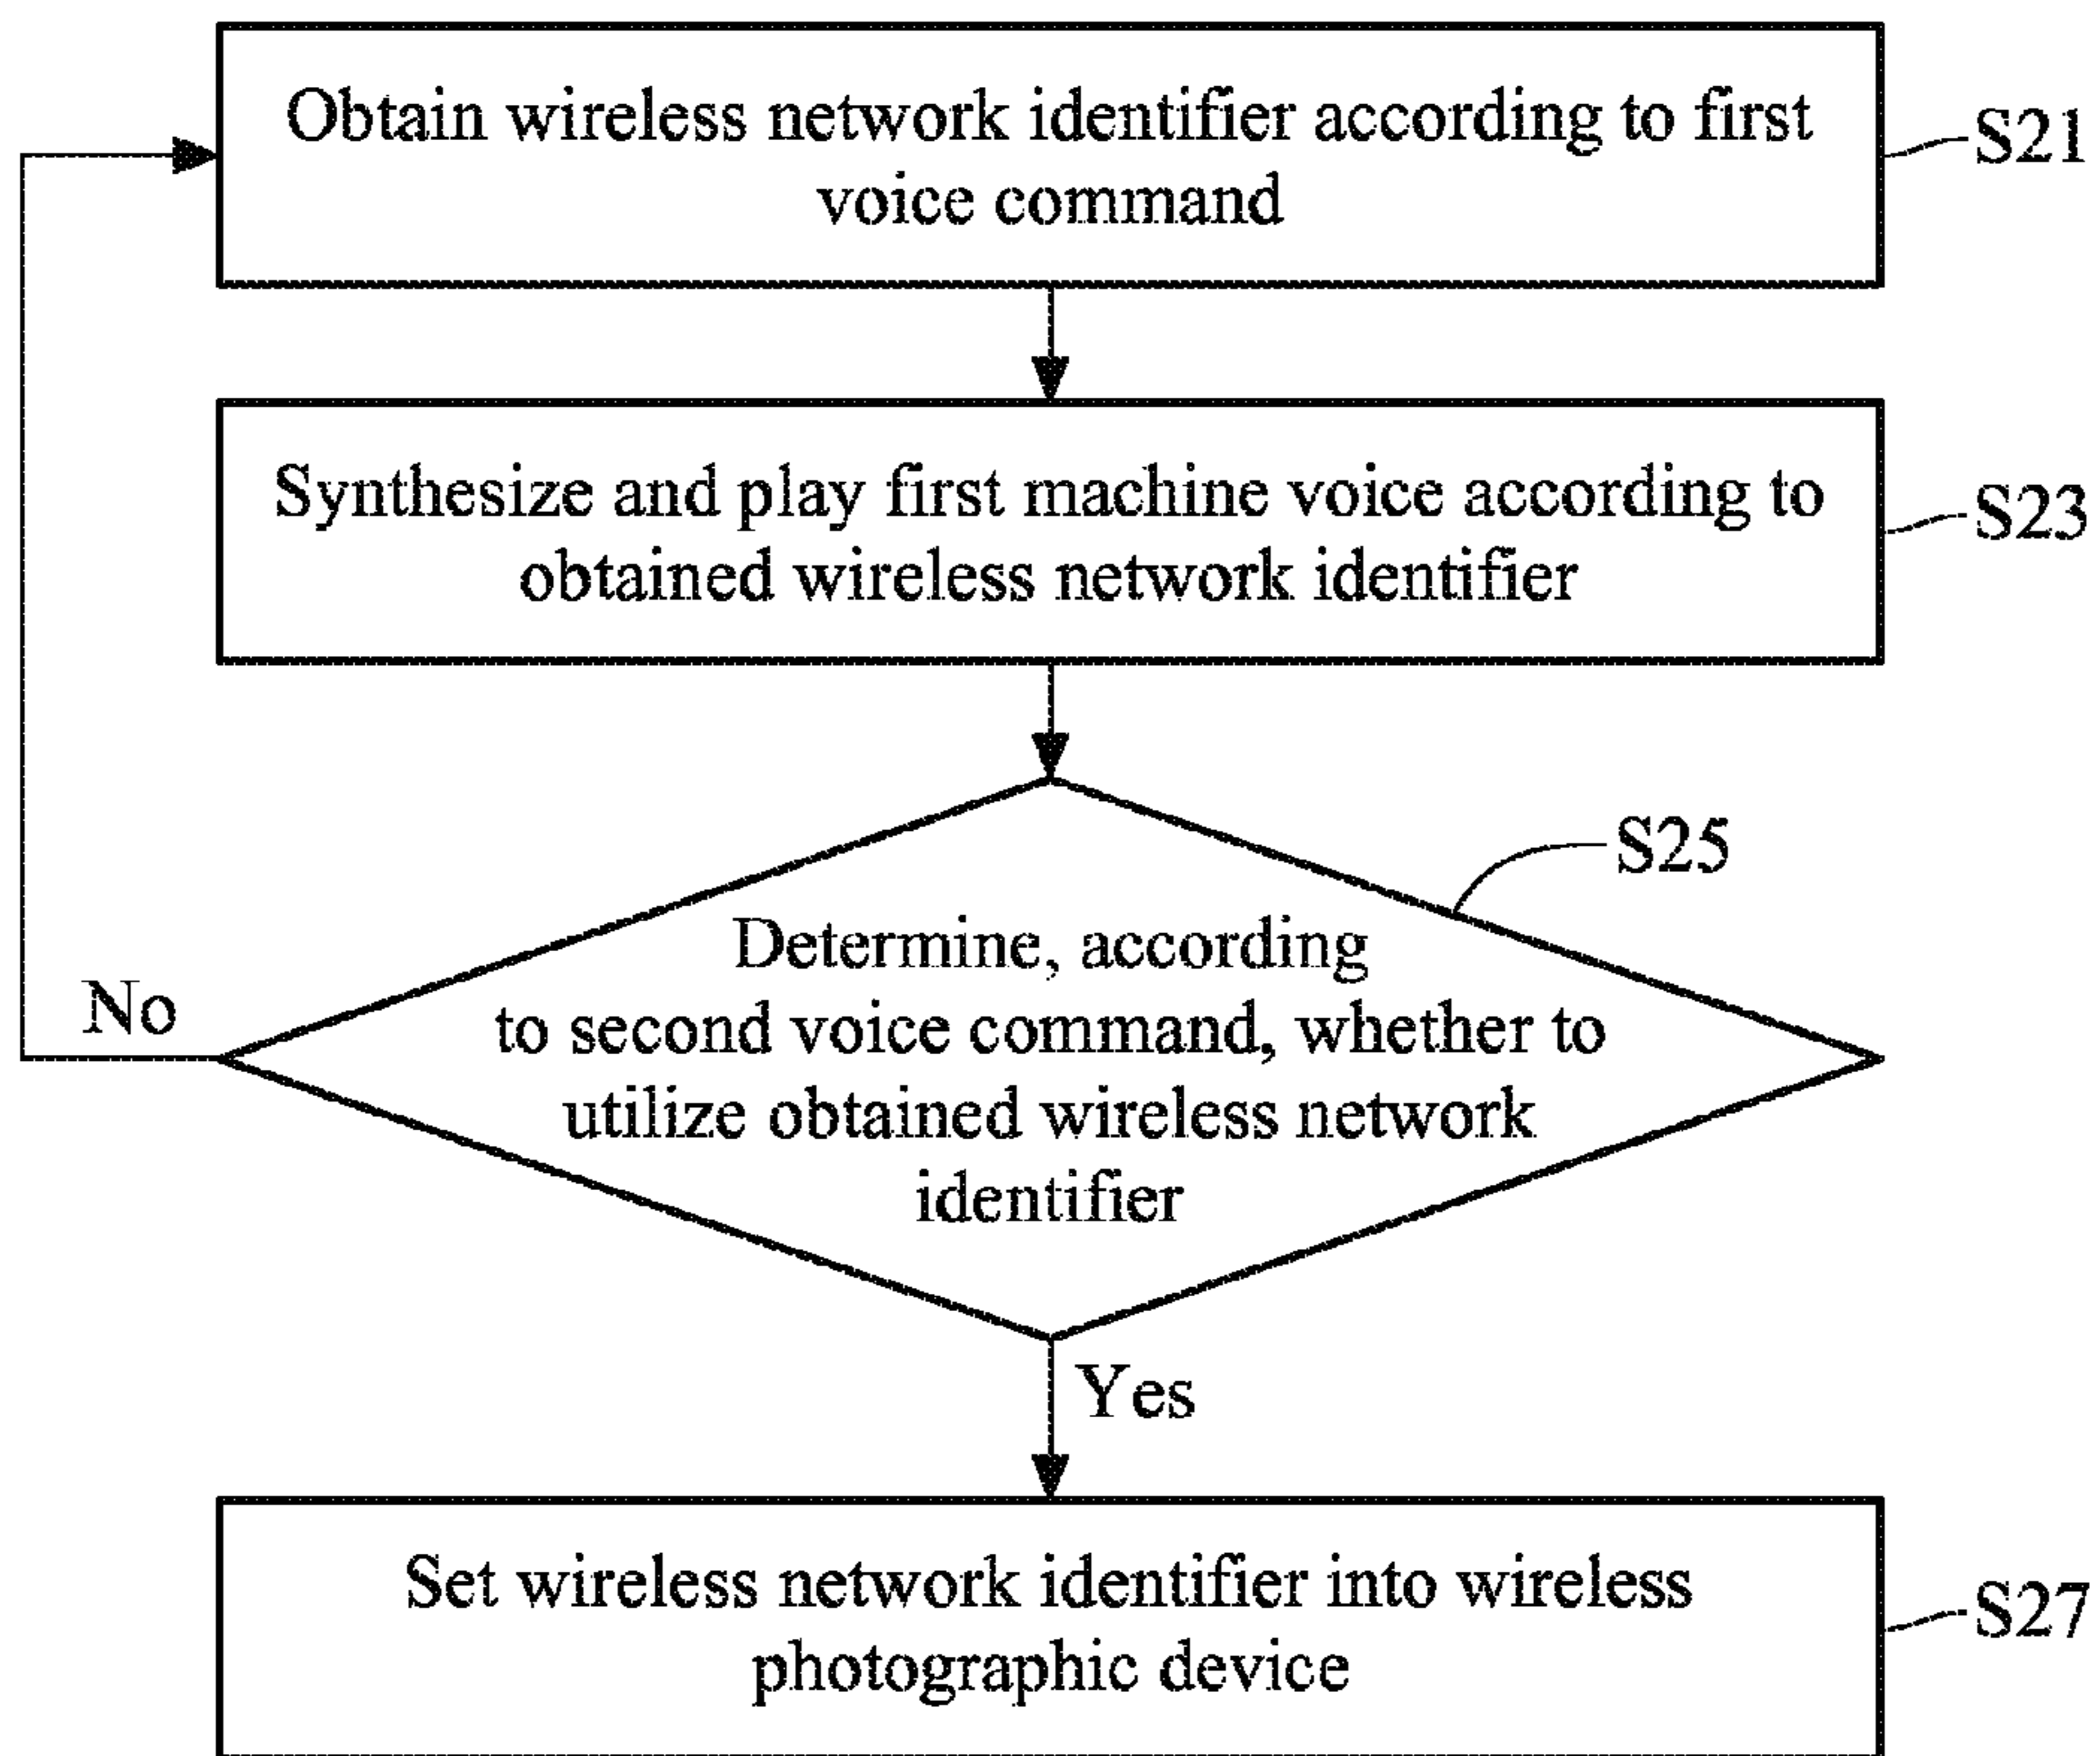 Obtain wireless network identifier according to first
voice command
S21
Synthesize and play first machine voice according to
obtained wireless network identifier
S23
S25
Determine, according
to second voice command, whether to
utilize obtained wireless network
identifier
No
Yes
Set wireless network identifier into wireless
photographic device
S27